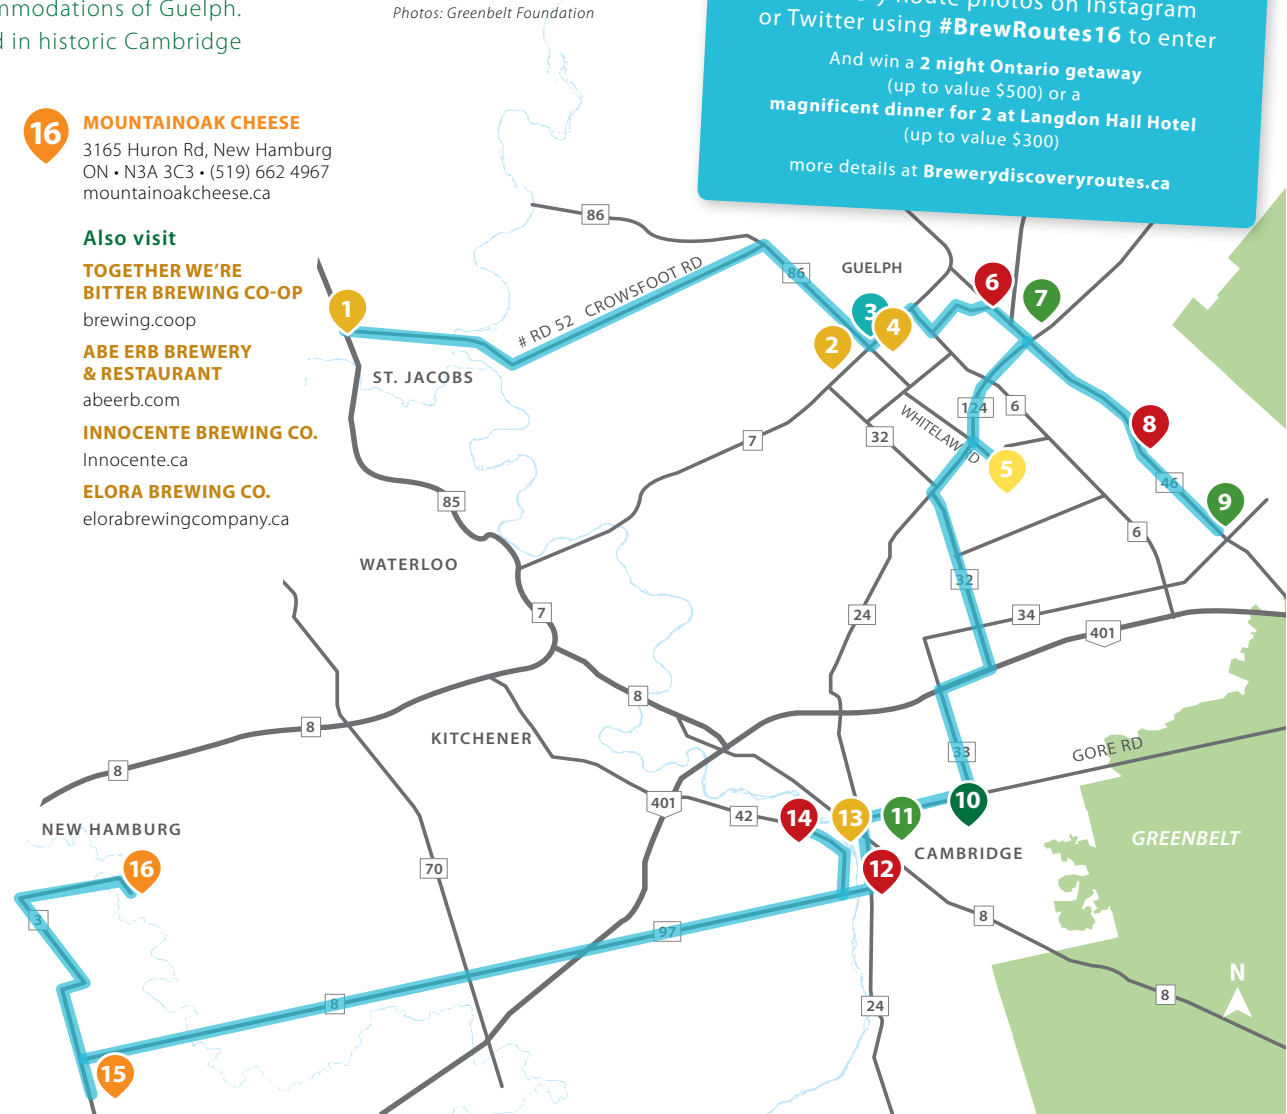 mmodations of Guelph.
in historic Cambridge
Photos: Greenbelt Foundation
Route photos on Instagram
or Twitter using #BrewRoutes16 to enter
And win a 2 night Ontario getaway
(up to value $500) or a
magnificent dinner for 2 at Langdon Hall Hotel
(up to value $300)
more details at Brewerydiscoveryroutes.ca
16
MOUNTAINOAK CHEESE
3165 Huron Rd, New Hamburg
ON • N3A 3C3 • (519) 662 4967
mountainoakcheese.ca
Also visit
TOGETHER WE'RE
BITTER BREWING CO-OP
brewing.coop
ABE ERB BREWERY
& RESTAURANT
abeerb.com
INNOCENTE BREWING CO.
Innocente.ca
ELORA BREWING CO.
elorabrewingcompany.ca
86
86
GUELPH
# RD 52 CROWSFOOT RD
1
2
3
4
6
7
ST. JACOBS
124
6
8
WHITELAW RD
32
7
5
46
9
85
6
WATERLOO
32
7
24
34
401
8
8
KITCHENER
33
GORE RD
8
401
42
14
13
11
10
NEW HAMBURG
CAMBRIDGE
GREENBELT
16
70
12
3
97
8
N
8
24
8
15